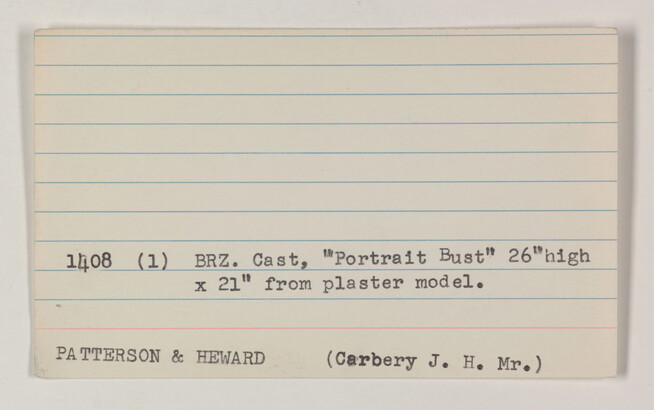 1408 (1) BRZ. Cast, "Portrait Bust" 26"high
x 21" from plaster model.
PATTERSON & HEWARD (Carbery J. H. Mr.)